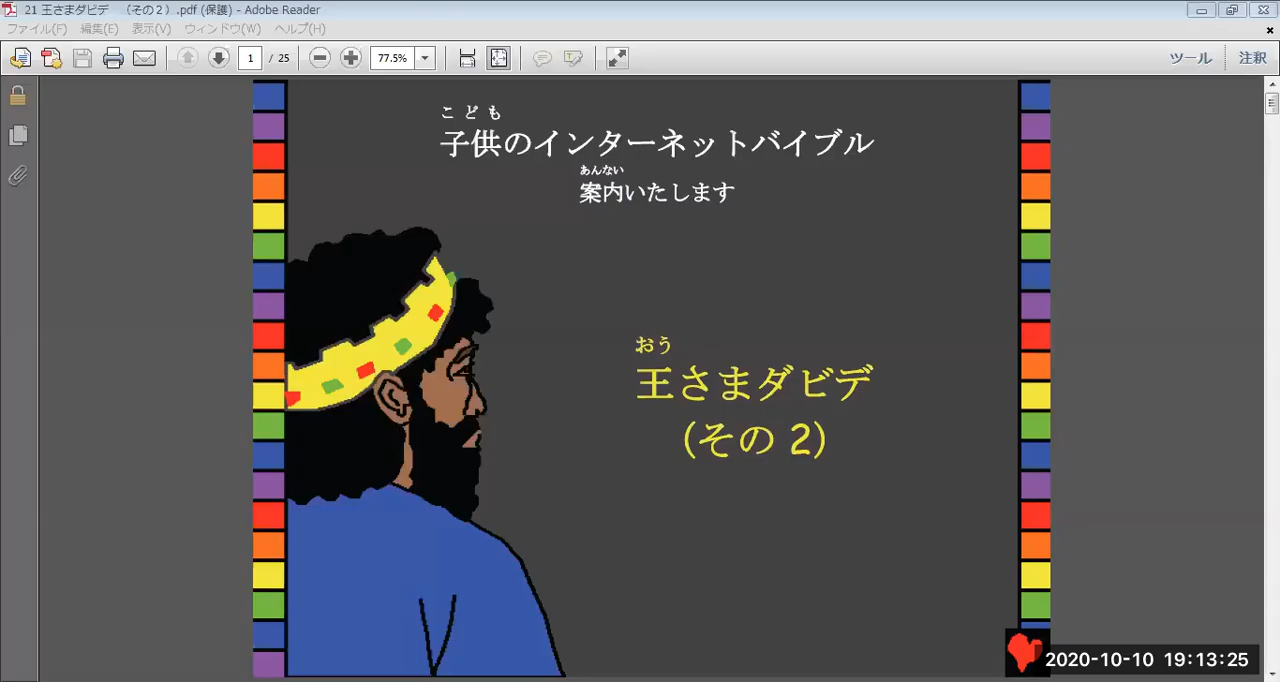 21 王さまダビデ　（その２）.pdf (保護) - Adobe Reader
ファイル(F) 編集(E) 表示(V) ウィンドウ(W) ヘルプ(H)
1 / 25 77.5% ツール 注釈
こども
子供のインターネットバイブル
あんない
案内いたします
おう
王さまダビデ
(その 2)
2020-10-10 19:13:25